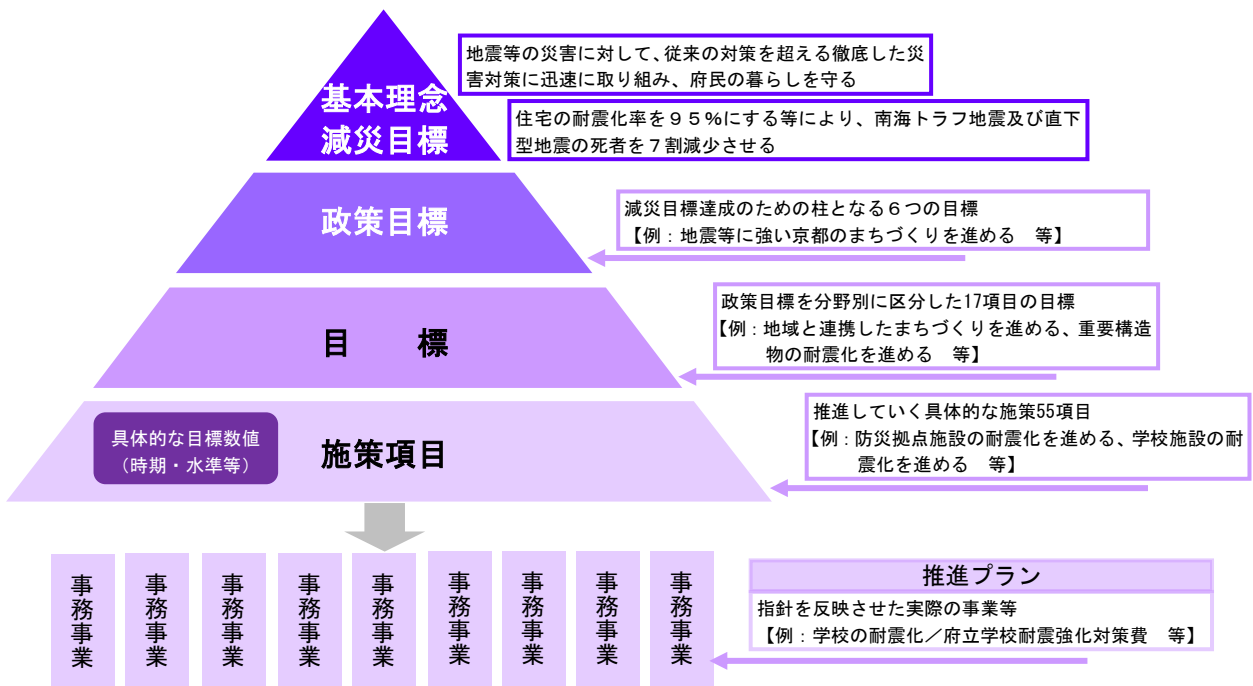 地震等の災害に対して、従来の対策を超える徹底した災
害対策に迅速に取り組み、府民の暮らしを守る
基本理念
減災目標
住宅の耐震化率を９５%にする等により、南海トラフ地震及び直下
型地震の死者を７割減少させる
政策目標
減災目標達成のための柱となる６つの目標
【例：地震等に強い京都のまちづくりを進める　等】
目　　標
政策目標を分野別に区分した17項目の目標
【例：地域と連携したまちづくりを進める、重要構造
物の耐震化を進める　等】
具体的な目標数値
（時期・水準等）
施策項目
推進していく具体的な施策55項目
【例：防災拠点施設の耐震化を進める、学校施設の耐
震化を進める　等】
事務事業
事務事業
事務事業
事務事業
事務事業
事務事業
事務事業
事務事業
事務事業
推進プラン
指針を反映させた実際の事業等
【例：学校の耐震化／府立学校耐震強化対策費　等】